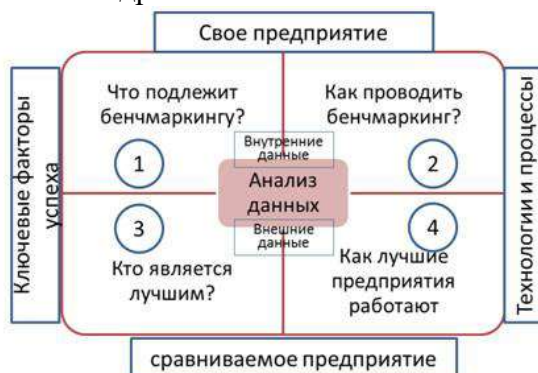 Свое предприятие
Ключевые факторы
успеха
Что подлежит
бенчмаркингу?
1
Как проводить
бенчмаркинг?
2
Внутренние
данные
Анализ
данных
Внешние
данные
3
Кто является
лучшим?
4
Как лучшие
предприятия
работают
Технологии и процессы
сравниваемое предприятие